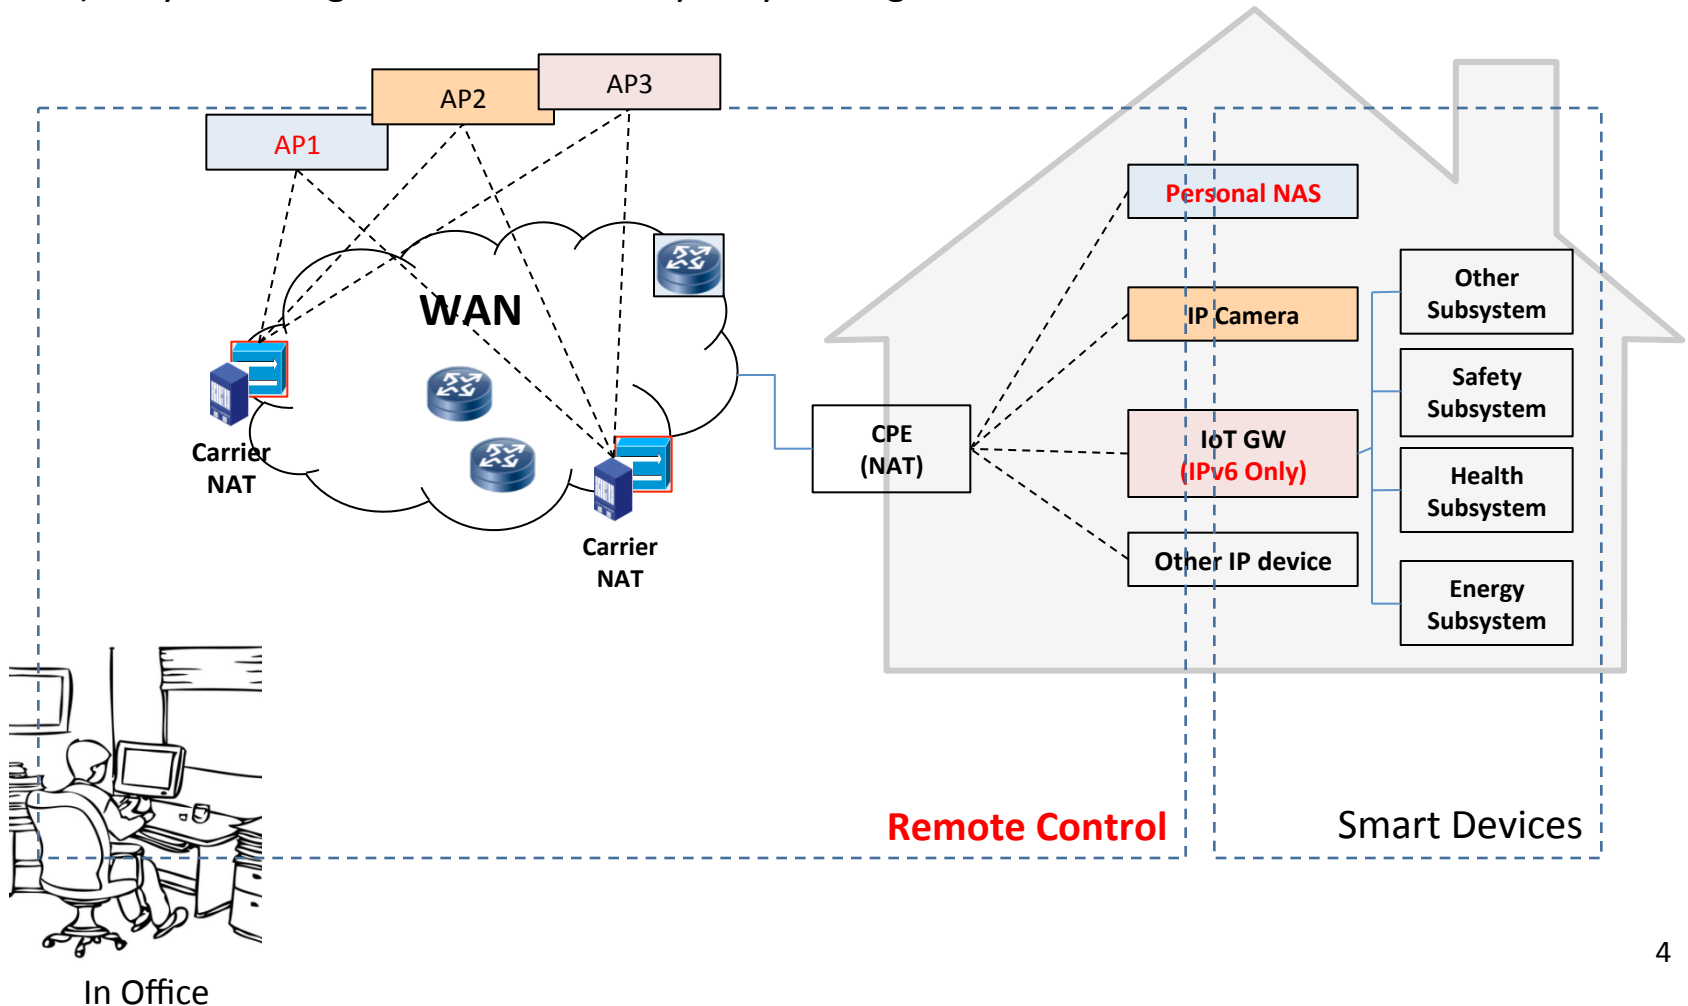 AP3
AP2
AP1
Personal NAS
Other
Subsystem
WAN
IP Camera
Safety
Subsystem
CPE
(NAT)
IoT GW
(IPv6 Only)
Carrier
NAT
Health
Subsystem
Carrier
NAT
Other IP device
Energy
Subsystem
Remote Control
Smart Devices
4
In Office